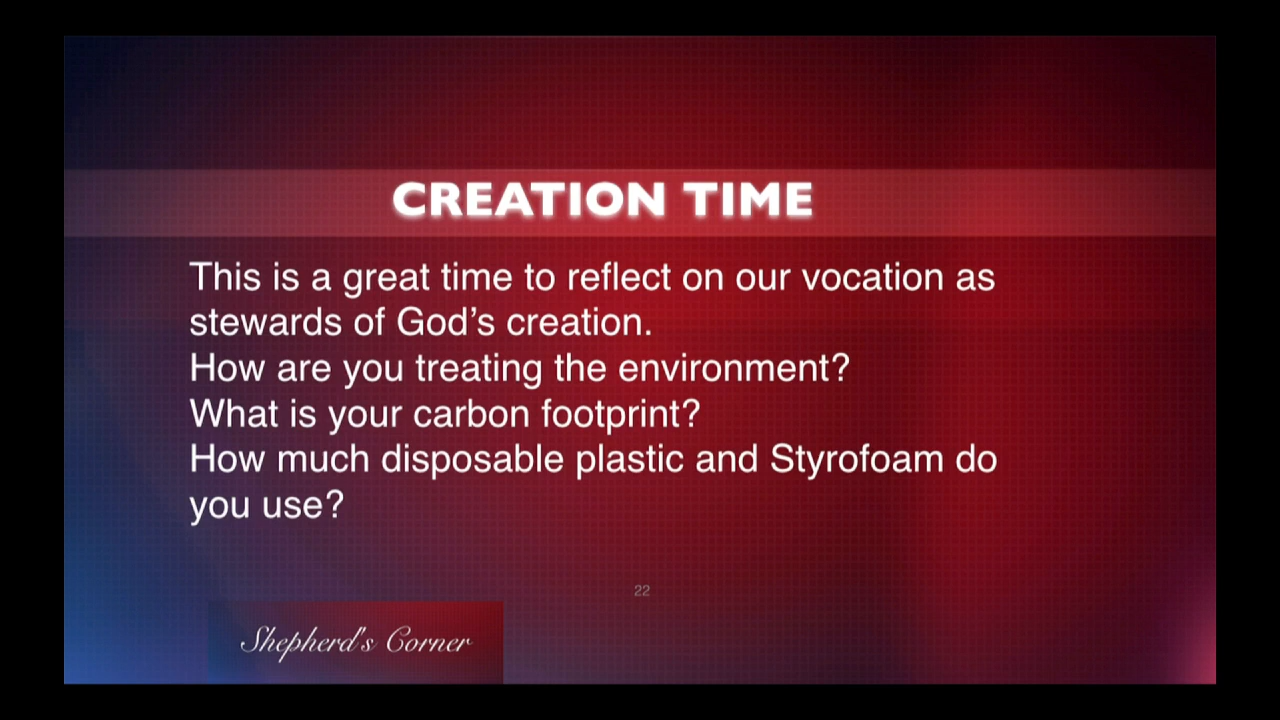 CREATION TIME
This is a great time to reflect on our vocation as
stewards of God’s creation.
How are you treating the environment?
What is your carbon footprint?
How much disposable plastic and Styrofoam do
you use?
22
Shepherd's Corner